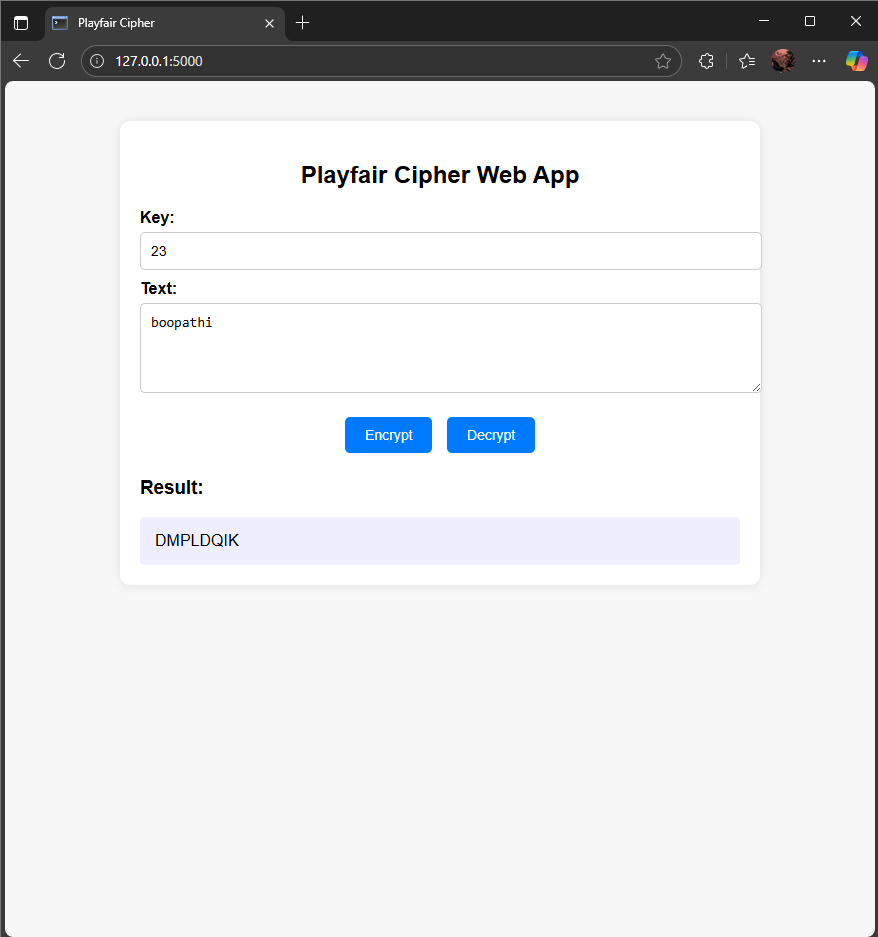 Playfair Cipher
127.0.0.1:5000
Playfair Cipher Web App
Key:
23
Text:
boopathi
Encrypt Decrypt
Result:
DMPLDQIK